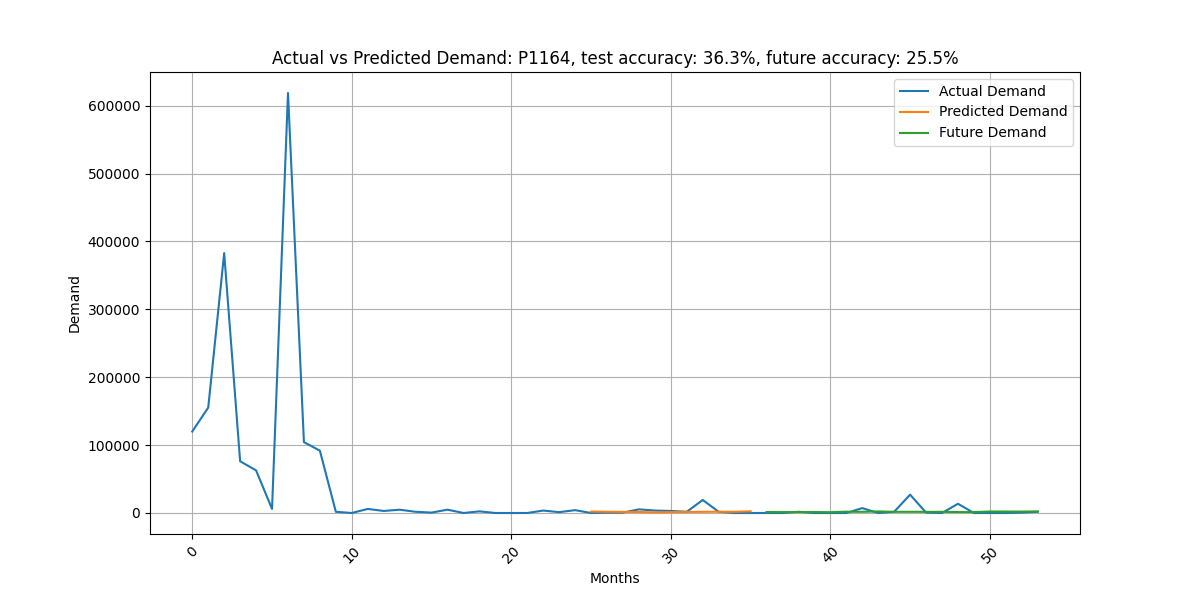 Actual vs Predicted Demand: P1164, test accuracy: 36.3%, future accuracy: 25.5%
Actual Demand
Predicted Demand
Future Demand
600000
500000
400000
300000
200000
100000
0
Demand
0
10
20
30
40
50
Months